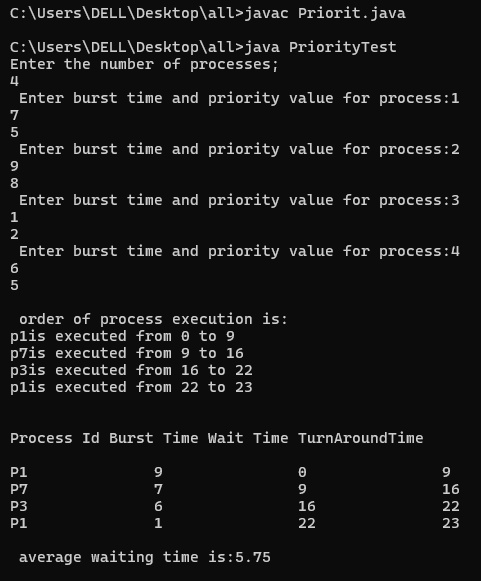 C:\Users\DELL\Desktop\all>javac Priorit.java
C:\Users\DELL\Desktop\all>java PriorityTest
Enter the number of processes;
4
Enter burst time and priority value for process:1
7
5
Enter burst time and priority value for process:2
9
8
Enter burst time and priority value for process:3
1
2
Enter burst time and priority value for process:4
6
5
order of process execution is:
p1is executed from 0 to 9
p7is executed from 9 to 16
p3is executed from 16 to 22
p1is executed from 22 to 23
Process Id Burst Time Wait Time TurnAroundTime
P1 9 0 9
P7 7 9 16
P3 6 16 22
P1 1 22 23
average waiting time is:5.75